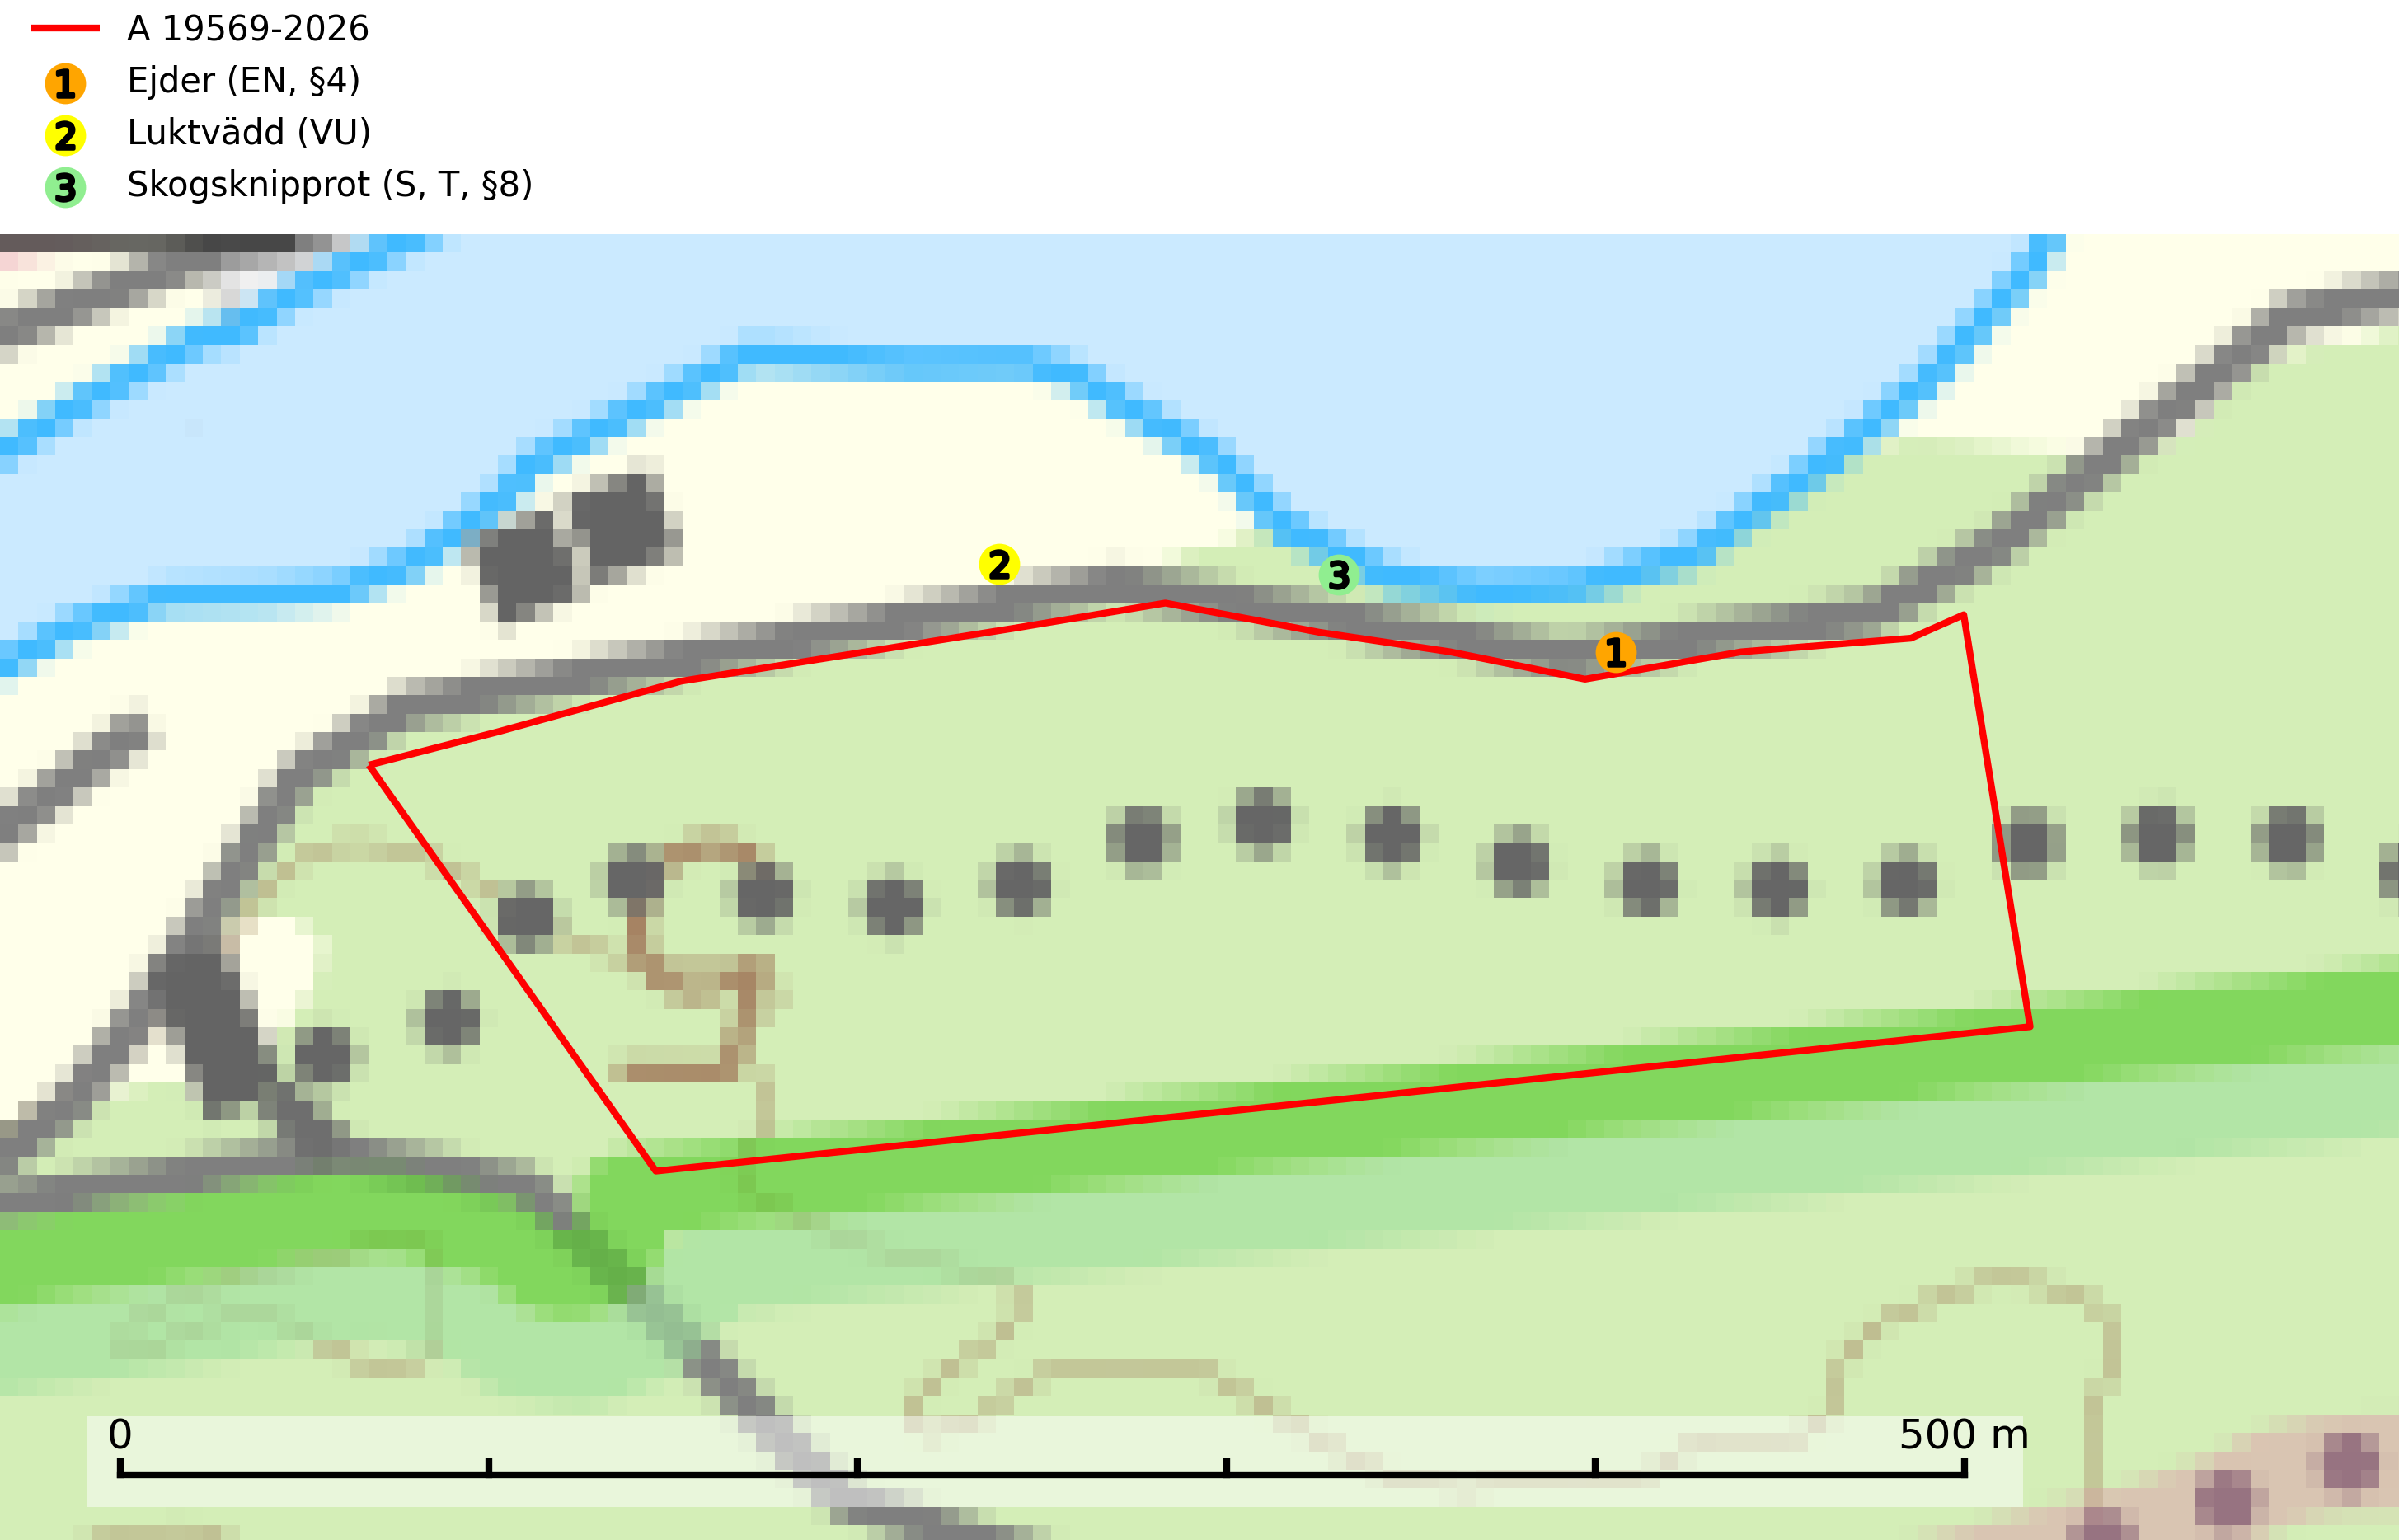 A 19569-2026
1 Ejder (EN, §4)
2 Luktvädd (VU)
3 Skogsknipprot (S, T, §8)
2
3
1
0 500 m